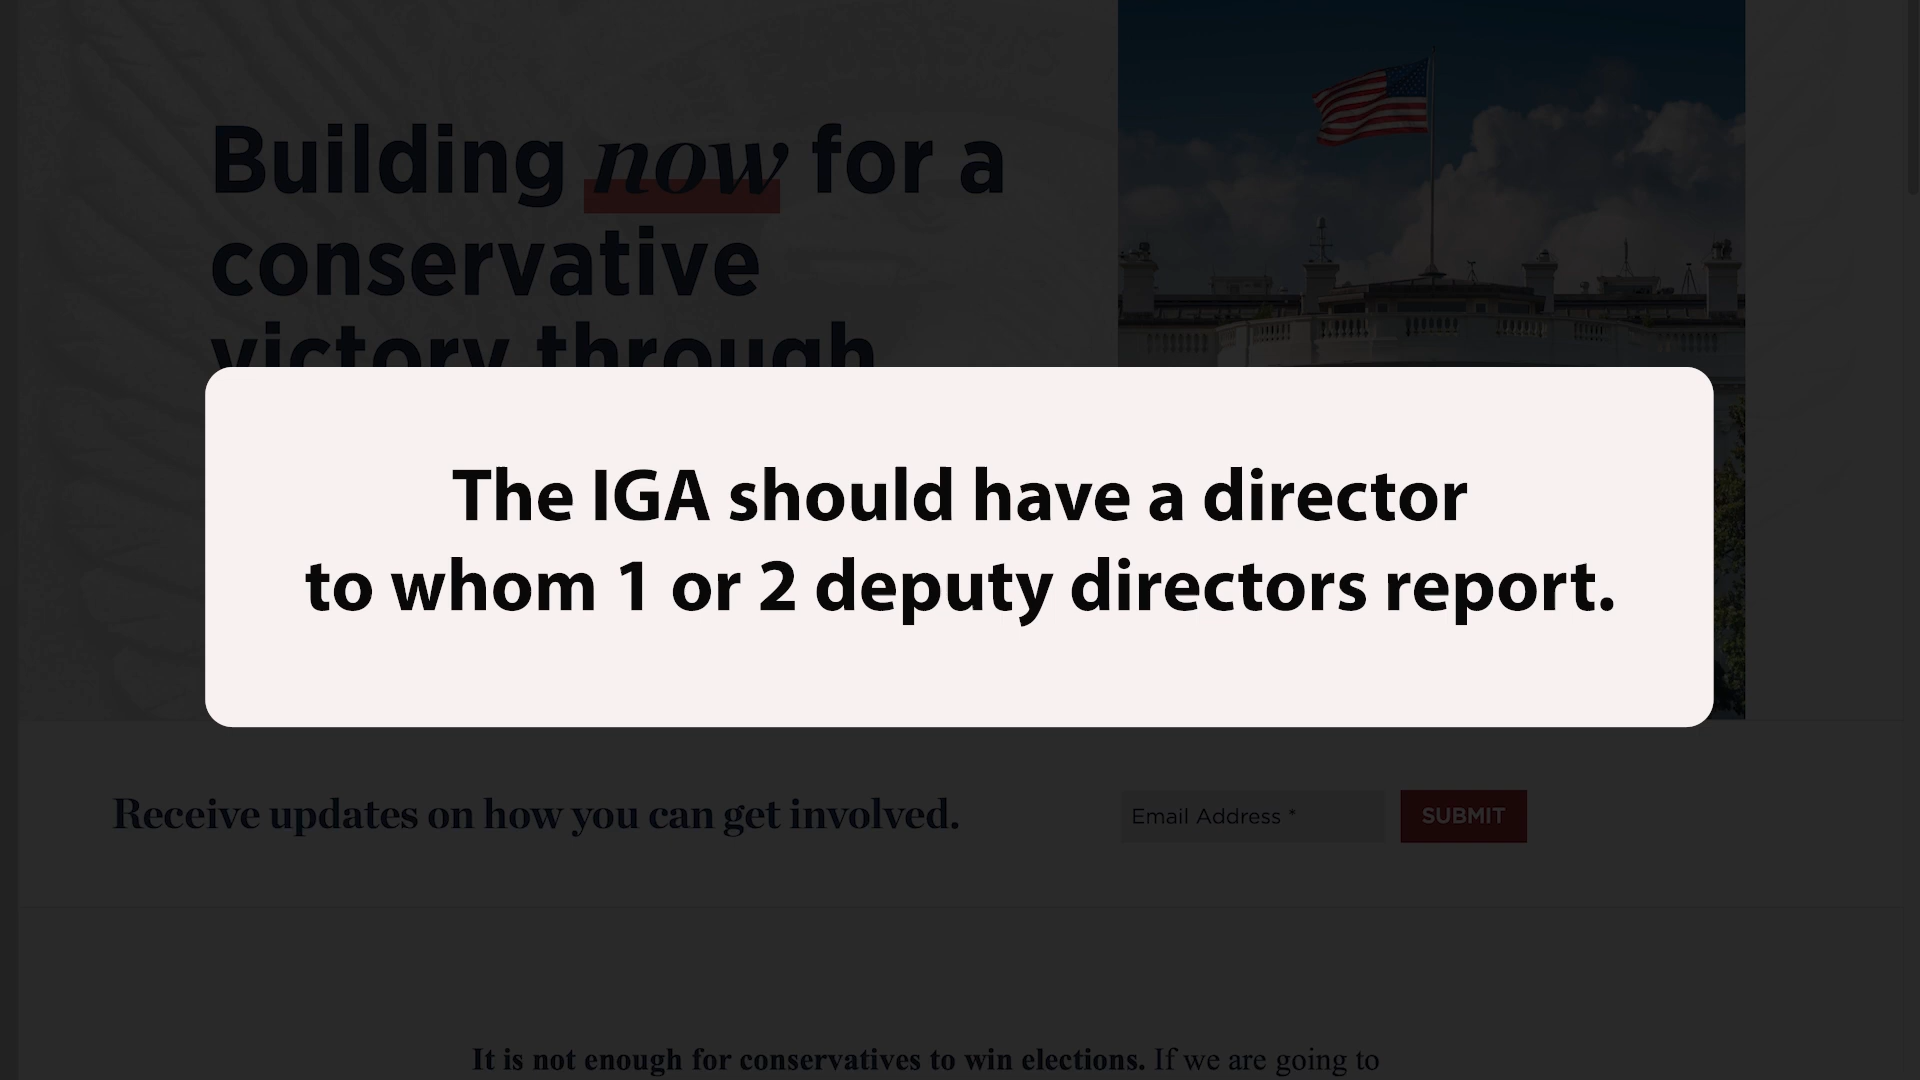 Building now for a
conservative
victory through
The IGA should have a director
to whom 1 or 2 deputy directors report.
Receive updates on how you can get involved.
Email Address *
SUBMIT
It is not enough for conservatives to win elections. If we are going to